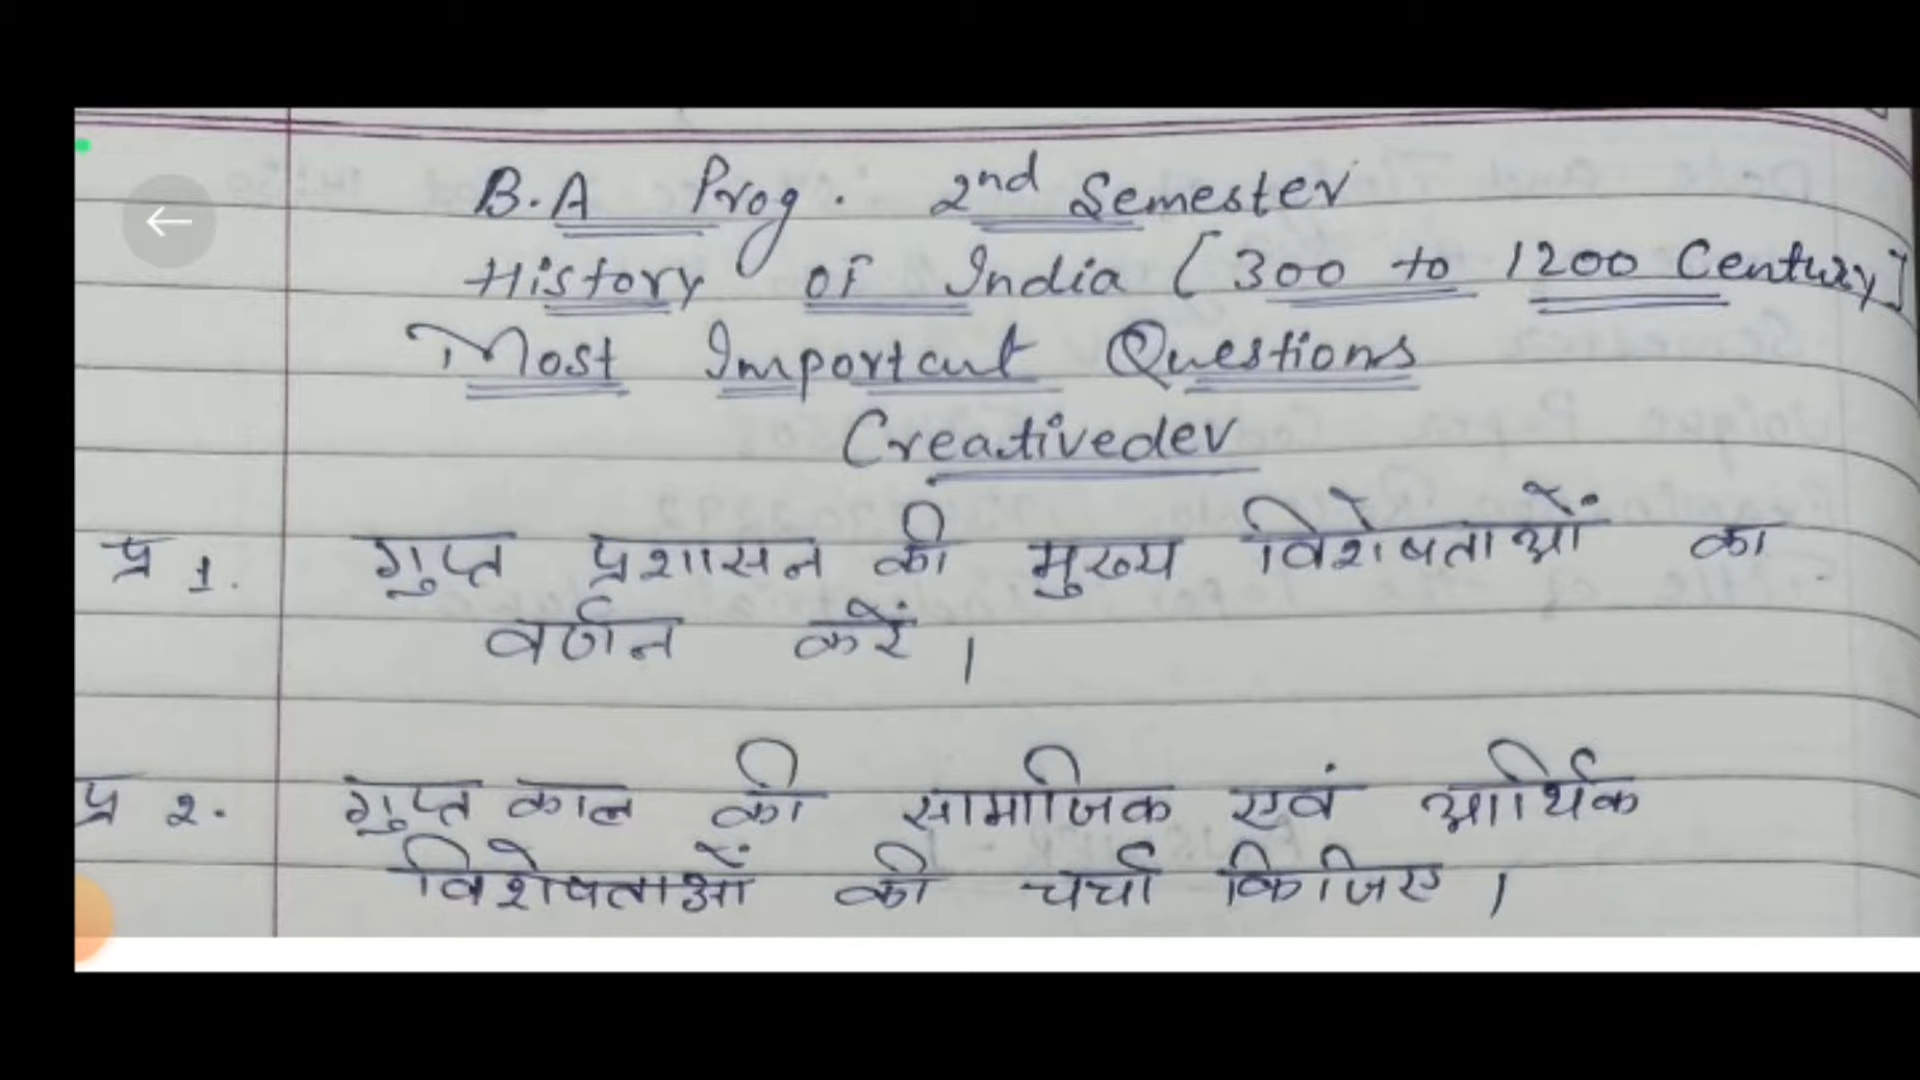 B.A Prog. 2nd Semester
History of India [300 to 1200 Century]
Most Important Questions
Creativedev
प्र 1. गुप्त प्रशासन की मुख्य विशेषताओं का
वर्णन करें।
प्र २. गुप्त काल की सामाजिक एवं आर्थिक
विशेषताओं की चर्चा किजिए।